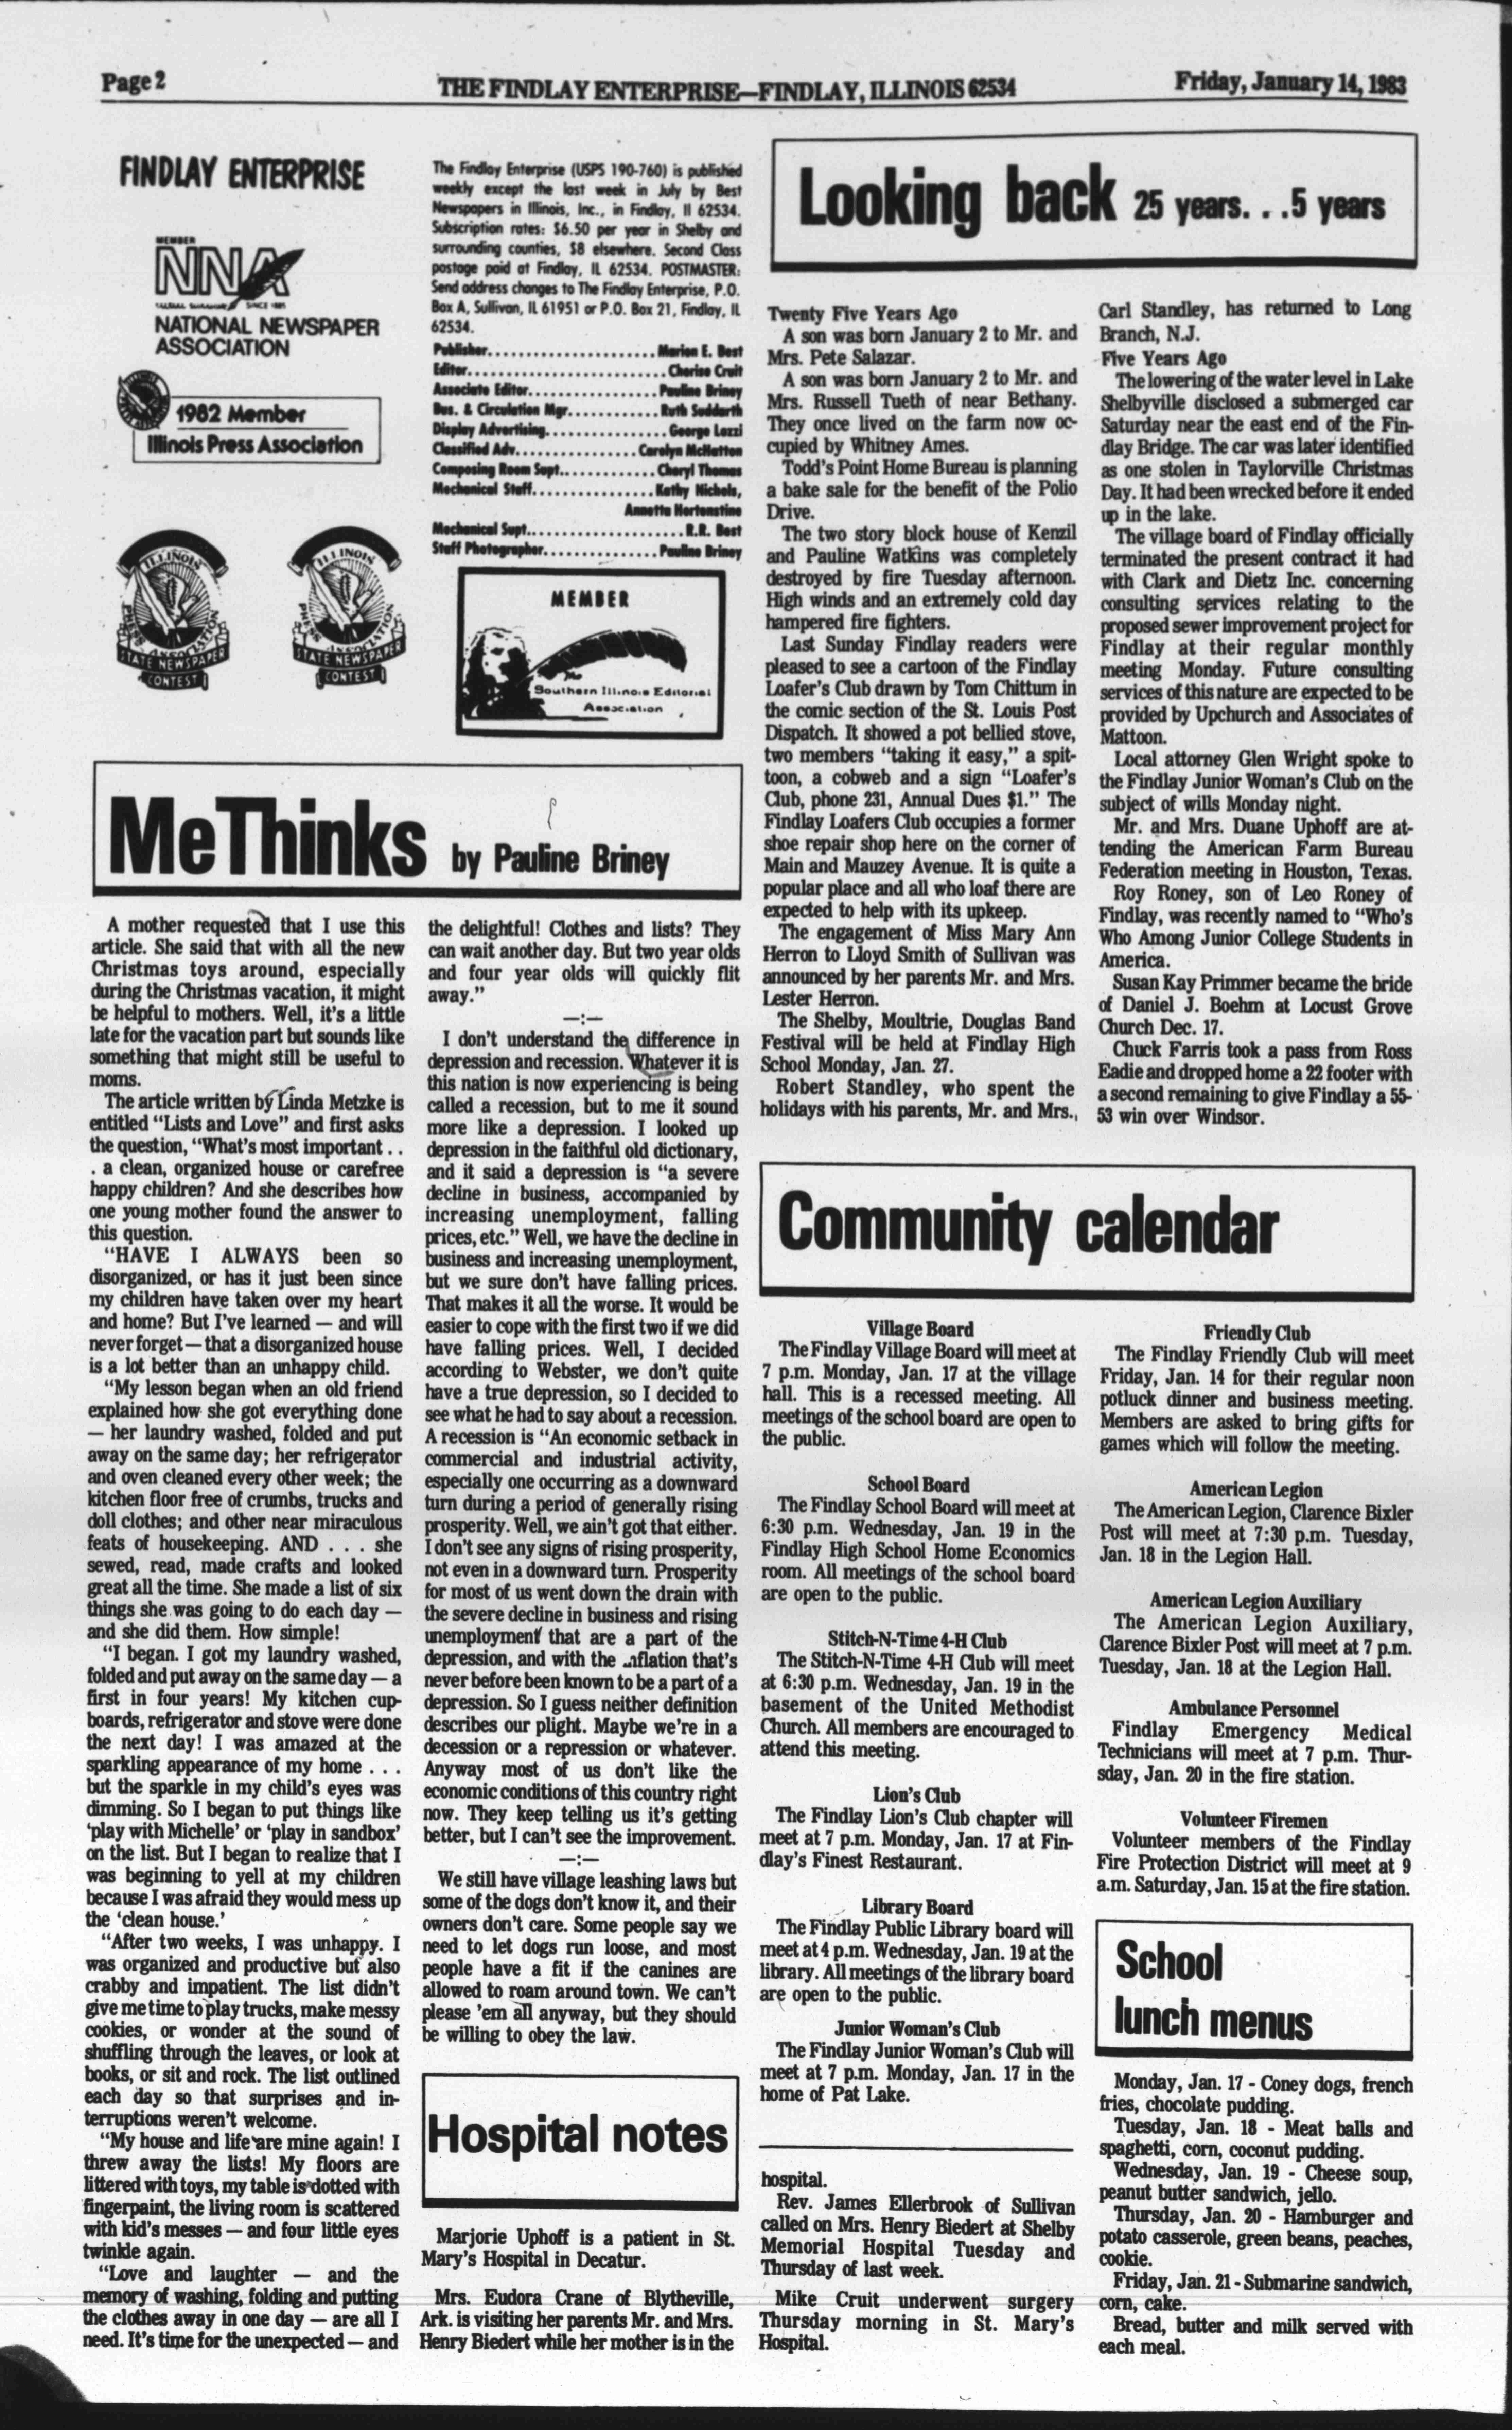 Page 2
THE FINDLAY ENTERPRISE—FINDLAY, ILLINOIS 62534
Friday, January 14, 1983
FINDLAY ENTERPRISE
MEMBER
NNA
SINCE 1885
NATIONAL NEWSPAPER
ASSOCIATION
1982 Member
Illinois Press Association
ILLINOIS
PRESS ASSOCIATION
STATE NEWSPAPER
CONTEST
ILLINOIS
PRESS ASSOCIATION
STATE NEWSPAPER
CONTEST
The Findlay Enterprise (USPS 190-760) is published
weekly except the last week in July by Best
Newspapers in Illinois, Inc., in Findlay, Il 62534.
Subscription rates: $6.50 per year in Shelby and
surrounding counties, $8 elsewhere. Second Class
postage paid at Findlay, IL 62534. POSTMASTER:
Send address changes to The Findlay Enterprise, P.O.
Box A, Sullivan, IL 61951 or P.O. Box 21, Findlay, IL
62534.
Publisher.....................Marion E. Best
Editor...........................Charise Cruit
Associate Editor.................Pauline Briney
Bus. & Circulation Mgr............Ruth Suddarth
Display Advertising................George Lozzi
Classified Adv................Carolyn McHatton
Composing Room Supt.............Cheryl Thomas
Mechanical Staff................Kathy Nichols,
Annetta Hortenstine
Mechanical Supt.....................R.R. Best
Staff Photographer...............Pauline Briney
MEMBER
The
Southern Illinois Editorial
Association
MeThinks by Pauline Briney
A mother requested that I use this
article. She said that with all the new
Christmas toys around, especially
during the Christmas vacation, it might
be helpful to mothers. Well, it's a little
late for the vacation part but sounds like
something that might still be useful to
moms.
The article written by Linda Metzke is
entitled "Lists and Love" and first asks
the question, "What's most important . .
. a clean, organized house or carefree
happy children? And she describes how
one young mother found the answer to
this question.
"HAVE I ALWAYS been so
disorganized, or has it just been since
my children have taken over my heart
and home? But I've learned — and will
never forget — that a disorganized house
is a lot better than an unhappy child.
"My lesson began when an old friend
explained how she got everything done
— her laundry washed, folded and put
away on the same day; her refrigerator
and oven cleaned every other week; the
kitchen floor free of crumbs, trucks and
doll clothes; and other near miraculous
feats of housekeeping. AND . . . she
sewed, read, made crafts and looked
great all the time. She made a list of six
things she was going to do each day —
and she did them. How simple!
"I began. I got my laundry washed,
folded and put away on the same day — a
first in four years! My kitchen cup-
boards, refrigerator and stove were done
the next day! I was amazed at the
sparkling appearance of my home . . .
but the sparkle in my child's eyes was
dimming. So I began to put things like
'play with Michelle' or 'play in sandbox'
on the list. But I began to realize that I
was beginning to yell at my children
because I was afraid they would mess up
the 'clean house.'
"After two weeks, I was unhappy. I
was organized and productive but also
crabby and impatient. The list didn't
give me time to play trucks, make messy
cookies, or wonder at the sound of
shuffling through the leaves, or look at
books, or sit and rock. The list outlined
each day so that surprises and in-
terruptions weren't welcome.
"My house and life are mine again! I
threw away the lists! My floors are
littered with toys, my table is dotted with
fingerpaint, the living room is scattered
with kid's messes — and four little eyes
twinkle again.
"Love and laughter — and the
memory of washing, folding and putting
the clothes away in one day — are all I
need. It's time for the unexpected — and
the delightful! Clothes and lists? They
can wait another day. But two year olds
and four year olds will quickly flit
away."
—:—
I don't understand the difference in
depression and recession. Whatever it is
this nation is now experiencing is being
called a recession, but to me it sound
more like a depression. I looked up
depression in the faithful old dictionary,
and it said a depression is "a severe
decline in business, accompanied by
increasing unemployment, falling
prices, etc." Well, we have the decline in
business and increasing unemployment,
but we sure don't have falling prices.
That makes it all the worse. It would be
easier to cope with the first two if we did
have falling prices. Well, I decided
according to Webster, we don't quite
have a true depression, so I decided to
see what he had to say about a recession.
A recession is "An economic setback in
commercial and industrial activity,
especially one occurring as a downward
turn during a period of generally rising
prosperity. Well, we ain't got that either.
I don't see any signs of rising prosperity,
not even in a downward turn. Prosperity
for most of us went down the drain with
the severe decline in business and rising
unemployment that are a part of the
depression, and with the inflation that's
never before been known to be a part of a
depression. So I guess neither definition
describes our plight. Maybe we're in a
decession or a repression or whatever.
Anyway most of us don't like the
economic conditions of this country right
now. They keep telling us it's getting
better, but I can't see the improvement.
—:—
We still have village leashing laws but
some of the dogs don't know it, and their
owners don't care. Some people say we
need to let dogs run loose, and most
people have a fit if the canines are
allowed to roam around town. We can't
please 'em all anyway, but they should
be willing to obey the law.
Hospital notes
Marjorie Uphoff is a patient in St.
Mary's Hospital in Decatur.
Mrs. Eudora Crane of Blytheville,
Ark. is visiting her parents Mr. and Mrs.
Henry Biedert while her mother is in the
hospital.
Rev. James Ellerbrook of Sullivan
called on Mrs. Henry Biedert at Shelby
Memorial Hospital Tuesday and
Thursday of last week.
Mike Cruit underwent surgery
Thursday morning in St. Mary's
Hospital.
Looking back 25 years. . .5 years
Twenty Five Years Ago
A son was born January 2 to Mr. and
Mrs. Pete Salazar.
A son was born January 2 to Mr. and
Mrs. Russell Tueth of near Bethany.
They once lived on the farm now oc-
cupied by Whitney Ames.
Todd's Point Home Bureau is planning
a bake sale for the benefit of the Polio
Drive.
The two story block house of Kenzil
and Pauline Watkins was completely
destroyed by fire Tuesday afternoon.
High winds and an extremely cold day
hampered fire fighters.
Last Sunday Findlay readers were
pleased to see a cartoon of the Findlay
Loafer's Club drawn by Tom Chittum in
the comic section of the St. Louis Post
Dispatch. It showed a pot bellied stove,
two members "taking it easy," a spit-
toon, a cobweb and a sign "Loafer's
Club, phone 231, Annual Dues $1." The
Findlay Loafers Club occupies a former
shoe repair shop here on the corner of
Main and Mauzey Avenue. It is quite a
popular place and all who loaf there are
expected to help with its upkeep.
The engagement of Miss Mary Ann
Herron to Lloyd Smith of Sullivan was
announced by her parents Mr. and Mrs.
Lester Herron.
The Shelby, Moultrie, Douglas Band
Festival will be held at Findlay High
School Monday, Jan. 27.
Robert Standley, who spent the
holidays with his parents, Mr. and Mrs.,
Carl Standley, has returned to Long
Branch, N.J.
Five Years Ago
The lowering of the water level in Lake
Shelbyville disclosed a submerged car
Saturday near the east end of the Fin-
dlay Bridge. The car was later identified
as one stolen in Taylorville Christmas
Day. It had been wrecked before it ended
up in the lake.
The village board of Findlay officially
terminated the present contract it had
with Clark and Dietz Inc. concerning
consulting services relating to the
proposed sewer improvement project for
Findlay at their regular monthly
meeting Monday. Future consulting
services of this nature are expected to be
provided by Upchurch and Associates of
Mattoon.
Local attorney Glen Wright spoke to
the Findlay Junior Woman's Club on the
subject of wills Monday night.
Mr. and Mrs. Duane Uphoff are at-
tending the American Farm Bureau
Federation meeting in Houston, Texas.
Roy Roney, son of Leo Roney of
Findlay, was recently named to "Who's
Who Among Junior College Students in
America.
Susan Kay Primmer became the bride
of Daniel J. Boehm at Locust Grove
Church Dec. 17.
Chuck Farris took a pass from Ross
Eadie and dropped home a 22 footer with
a second remaining to give Findlay a 55-
53 win over Windsor.
Community calendar
Village Board
The Findlay Village Board will meet at
7 p.m. Monday, Jan. 17 at the village
hall. This is a recessed meeting. All
meetings of the school board are open to
the public.
School Board
The Findlay School Board will meet at
6:30 p.m. Wednesday, Jan. 19 in the
Findlay High School Home Economics
room. All meetings of the school board
are open to the public.
Stitch-N-Time 4-H Club
The Stitch-N-Time 4-H Club will meet
at 6:30 p.m. Wednesday, Jan. 19 in the
basement of the United Methodist
Church. All members are encouraged to
attend this meeting.
Lion's Club
The Findlay Lion's Club chapter will
meet at 7 p.m. Monday, Jan. 17 at Fin-
dlay's Finest Restaurant.
Library Board
The Findlay Public Library board will
meet at 4 p.m. Wednesday, Jan. 19 at the
library. All meetings of the library board
are open to the public.
Junior Woman's Club
The Findlay Junior Woman's Club will
meet at 7 p.m. Monday, Jan. 17 in the
home of Pat Lake.
Friendly Club
The Findlay Friendly Club will meet
Friday, Jan. 14 for their regular noon
potluck dinner and business meeting.
Members are asked to bring gifts for
games which will follow the meeting.
American Legion
The American Legion, Clarence Bixler
Post will meet at 7:30 p.m. Tuesday,
Jan. 18 in the Legion Hall.
American Legion Auxiliary
The American Legion Auxiliary,
Clarence Bixler Post will meet at 7 p.m.
Tuesday, Jan. 18 at the Legion Hall.
Ambulance Personnel
Findlay Emergency Medical
Technicians will meet at 7 p.m. Thur-
sday, Jan. 20 in the fire station.
Volunteer Firemen
Volunteer members of the Findlay
Fire Protection District will meet at 9
a.m. Saturday, Jan. 15 at the fire station.
School
lunch menus
Monday, Jan. 17 - Coney dogs, french
fries, chocolate pudding.
Tuesday, Jan. 18 - Meat balls and
spaghetti, corn, coconut pudding.
Wednesday, Jan. 19 - Cheese soup,
peanut butter sandwich, jello.
Thursday, Jan. 20 - Hamburger and
potato casserole, green beans, peaches,
cookie.
Friday, Jan. 21 - Submarine sandwich,
corn, cake.
Bread, butter and milk served with
each meal.